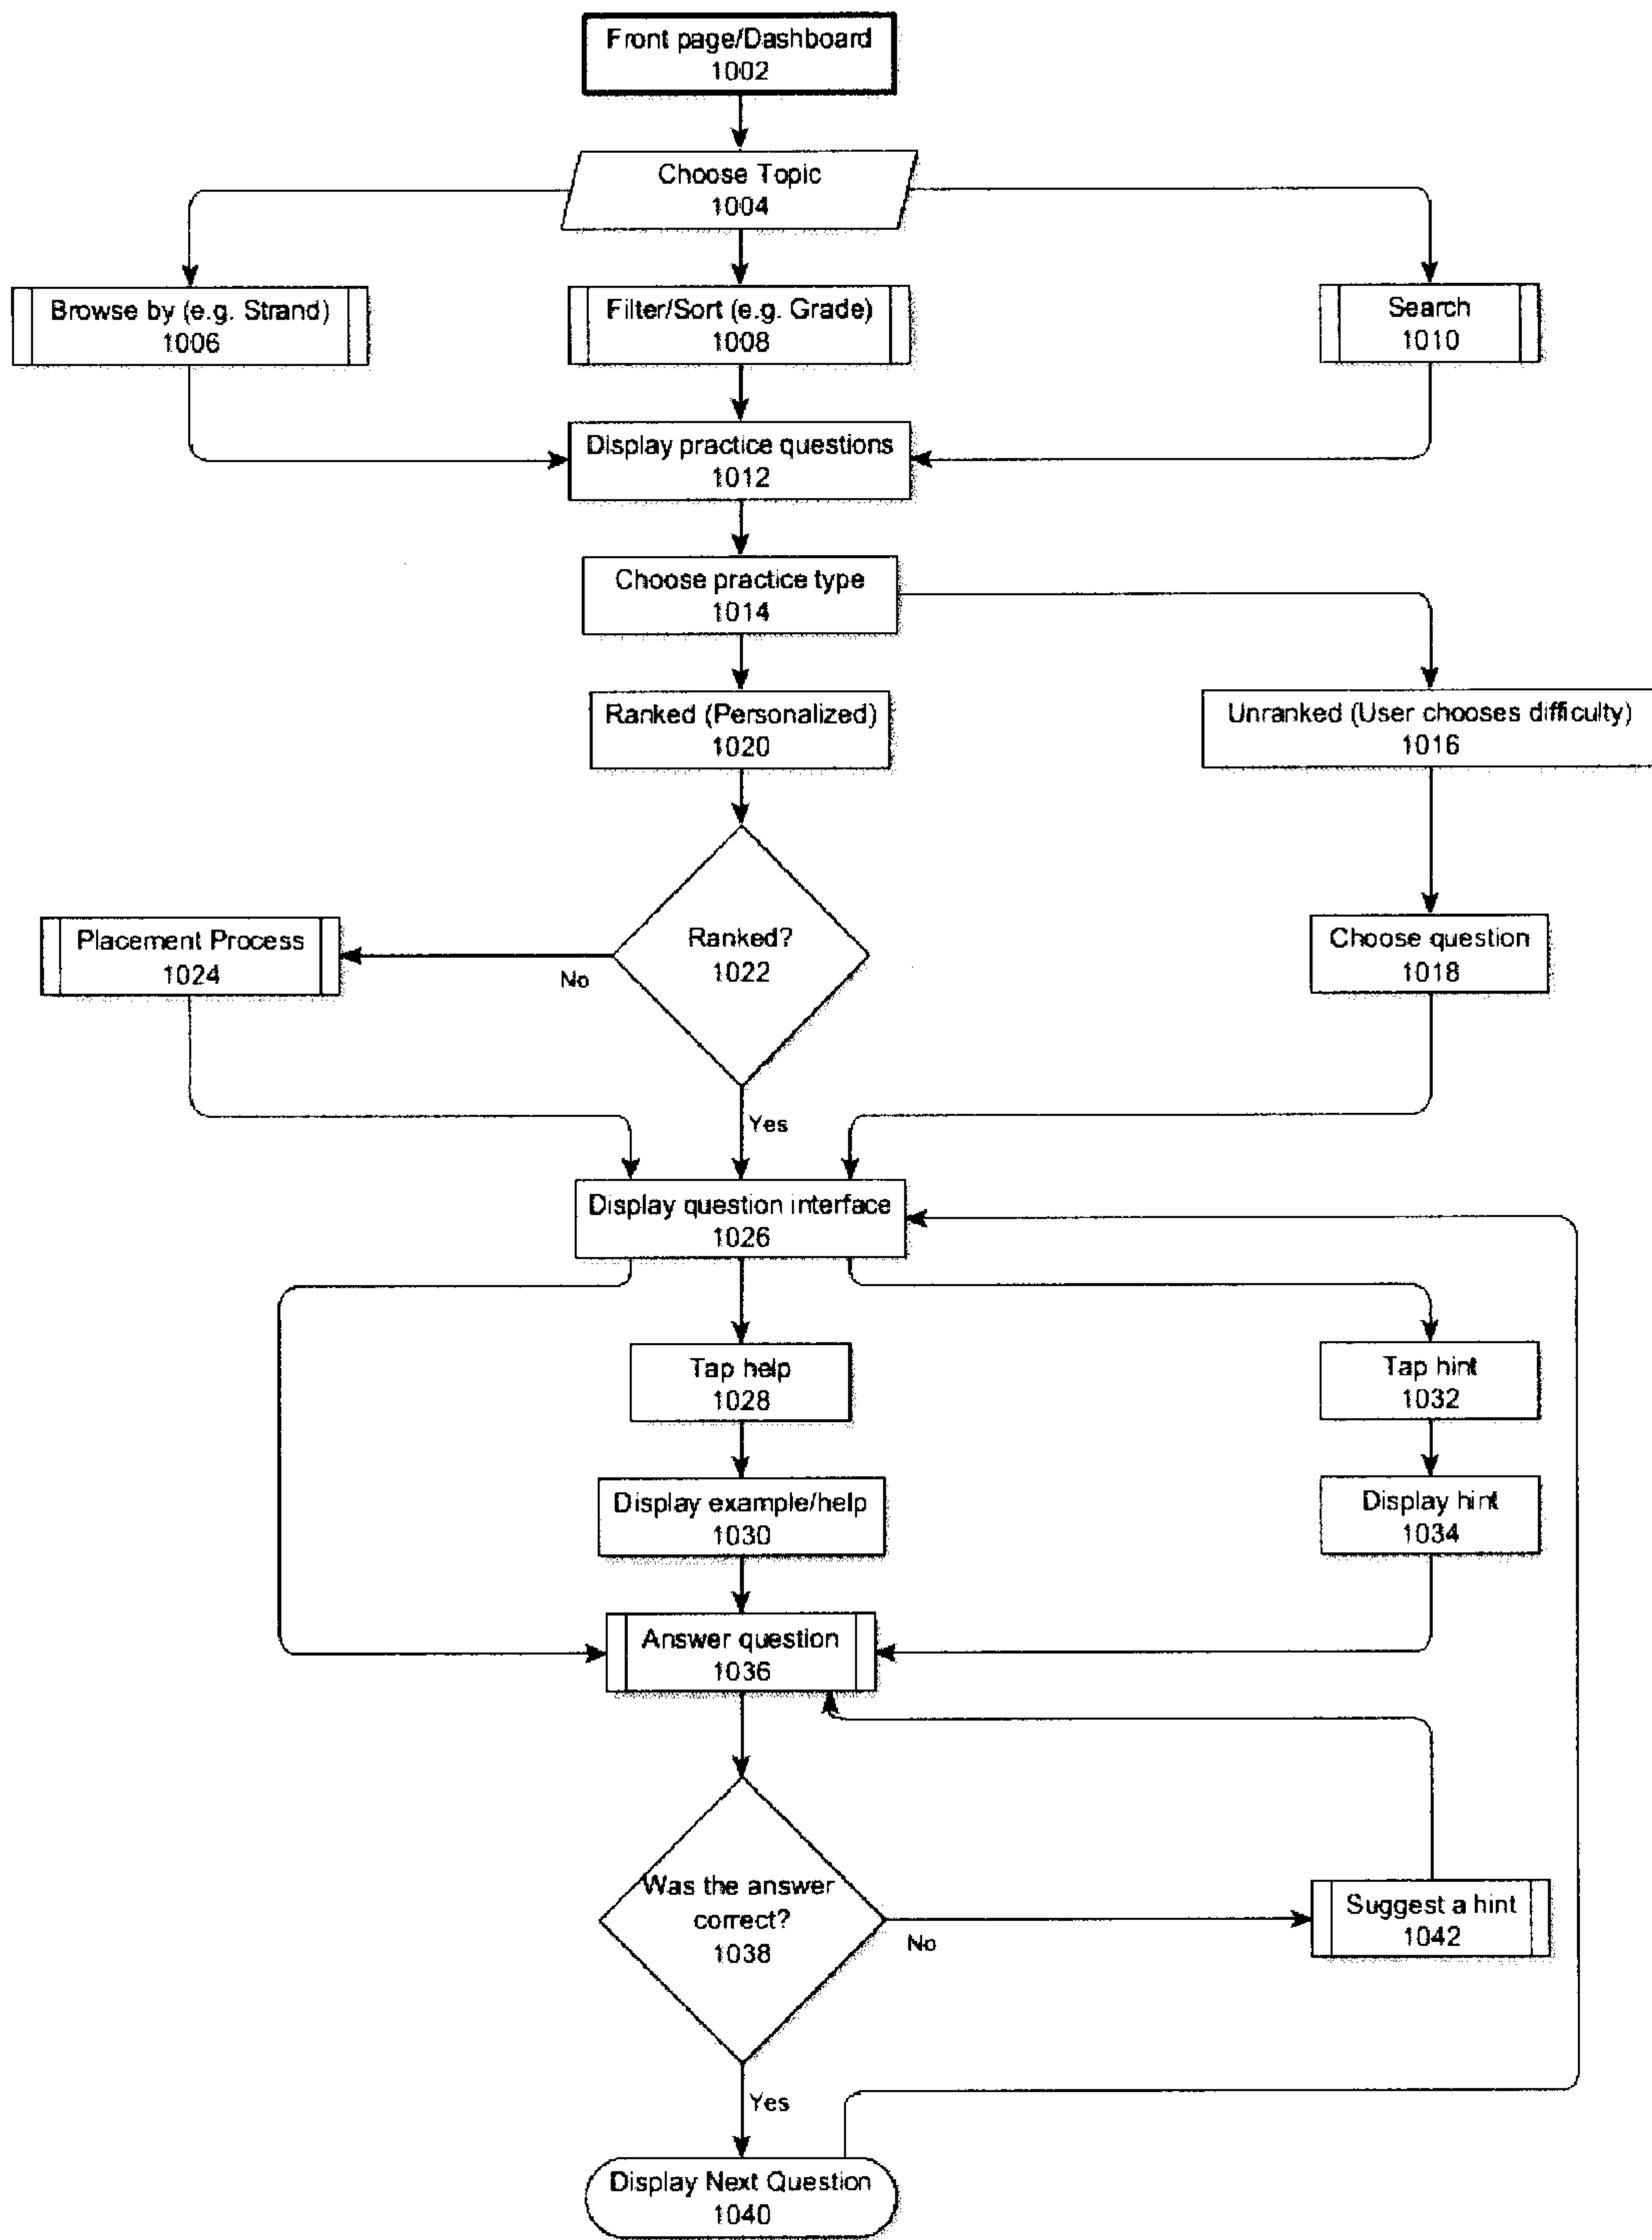 Front page/Dashboard
1002
Choose Topic
1004
Browse by (e.g. Strand)
1006
Filter/Sort (e.g. Grade)
1008
Search
1010
Display practice questions
1012
Choose practice type
1014
Ranked (Personalized)
1020
Unranked (User chooses difficulty)
1016
Placement Process
1024
No
Ranked?
1022
Choose question
1018
Yes
Display question interface
1026
Tap help
1028
Tap hint
1032
Display example/help
1030
Display hint
1034
Answer question
1036
Was the answer
correct?
1038
No
Suggest a hint
1042
Yes
Display Next Question
1040